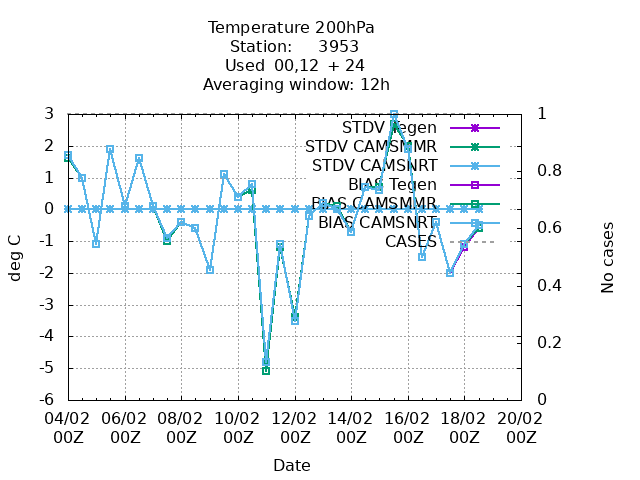 Temperature 200hPa
Station: 3953
Used 00,12 + 24
Averaging window: 12h
3 1
STDV Tegen
STDV CAMSMMR
2
STDV CAMSNRT
0.8
1 BIAS Tegen
BIAS CAMSMMR
0
BIAS CAMSNRT
0.6
-1 CASES
deg C
No cases
-2
0.4
-3
-4
0.2
-5
-6 0
04/02 06/02 08/02 10/02 12/02 14/02 16/02 18/02 20/02
00Z 00Z 00Z 00Z 00Z 00Z 00Z 00Z 00Z
Date